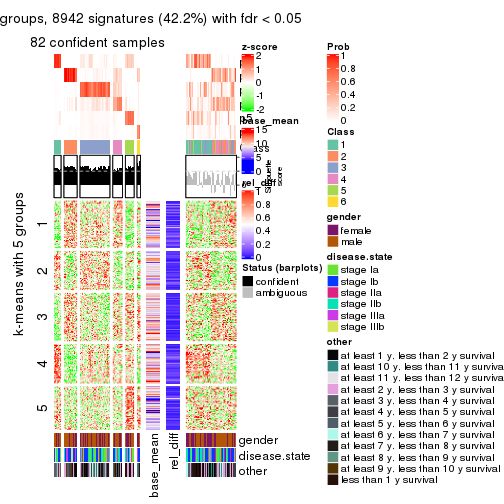 groups, 8942 signatures (42.2%) with fdr < 0.05
82 confident samples
k-means with 5 groups
1
2
3
4
5
base_mean
rel_diff
gender
disease.state
other
z-score
2
1
0
-1
-2
base_mean
15
10
5
0
rel_diff
1
0.8
0.6
0.4
0.2
0
Silhouette
score
Status (barplots)
confident
ambiguous
Prob
1
0.8
0.6
0.4
0.2
0
Class
1
2
3
4
5
6
gender
female
male
disease.state
stage Ia
stage Ib
stage IIa
stage IIb
stage IIIa
stage IIIb
other
at least 1 y. less than 2 y survival
at least 10 y. less than 11 y surviva
at least 11 y. less than 12 y surviva
at least 2 y. less than 3 y survival
at least 3 y. less than 4 y survival
at least 4 y. less than 5 y survival
at least 5 y. less than 6 y survival
at least 6 y. less than 7 y survival
at least 7 y. less than 8 y survival
at least 8 y. less than 9 y survival
at least 9 y. less than 10 y survival
less than 1 y survival